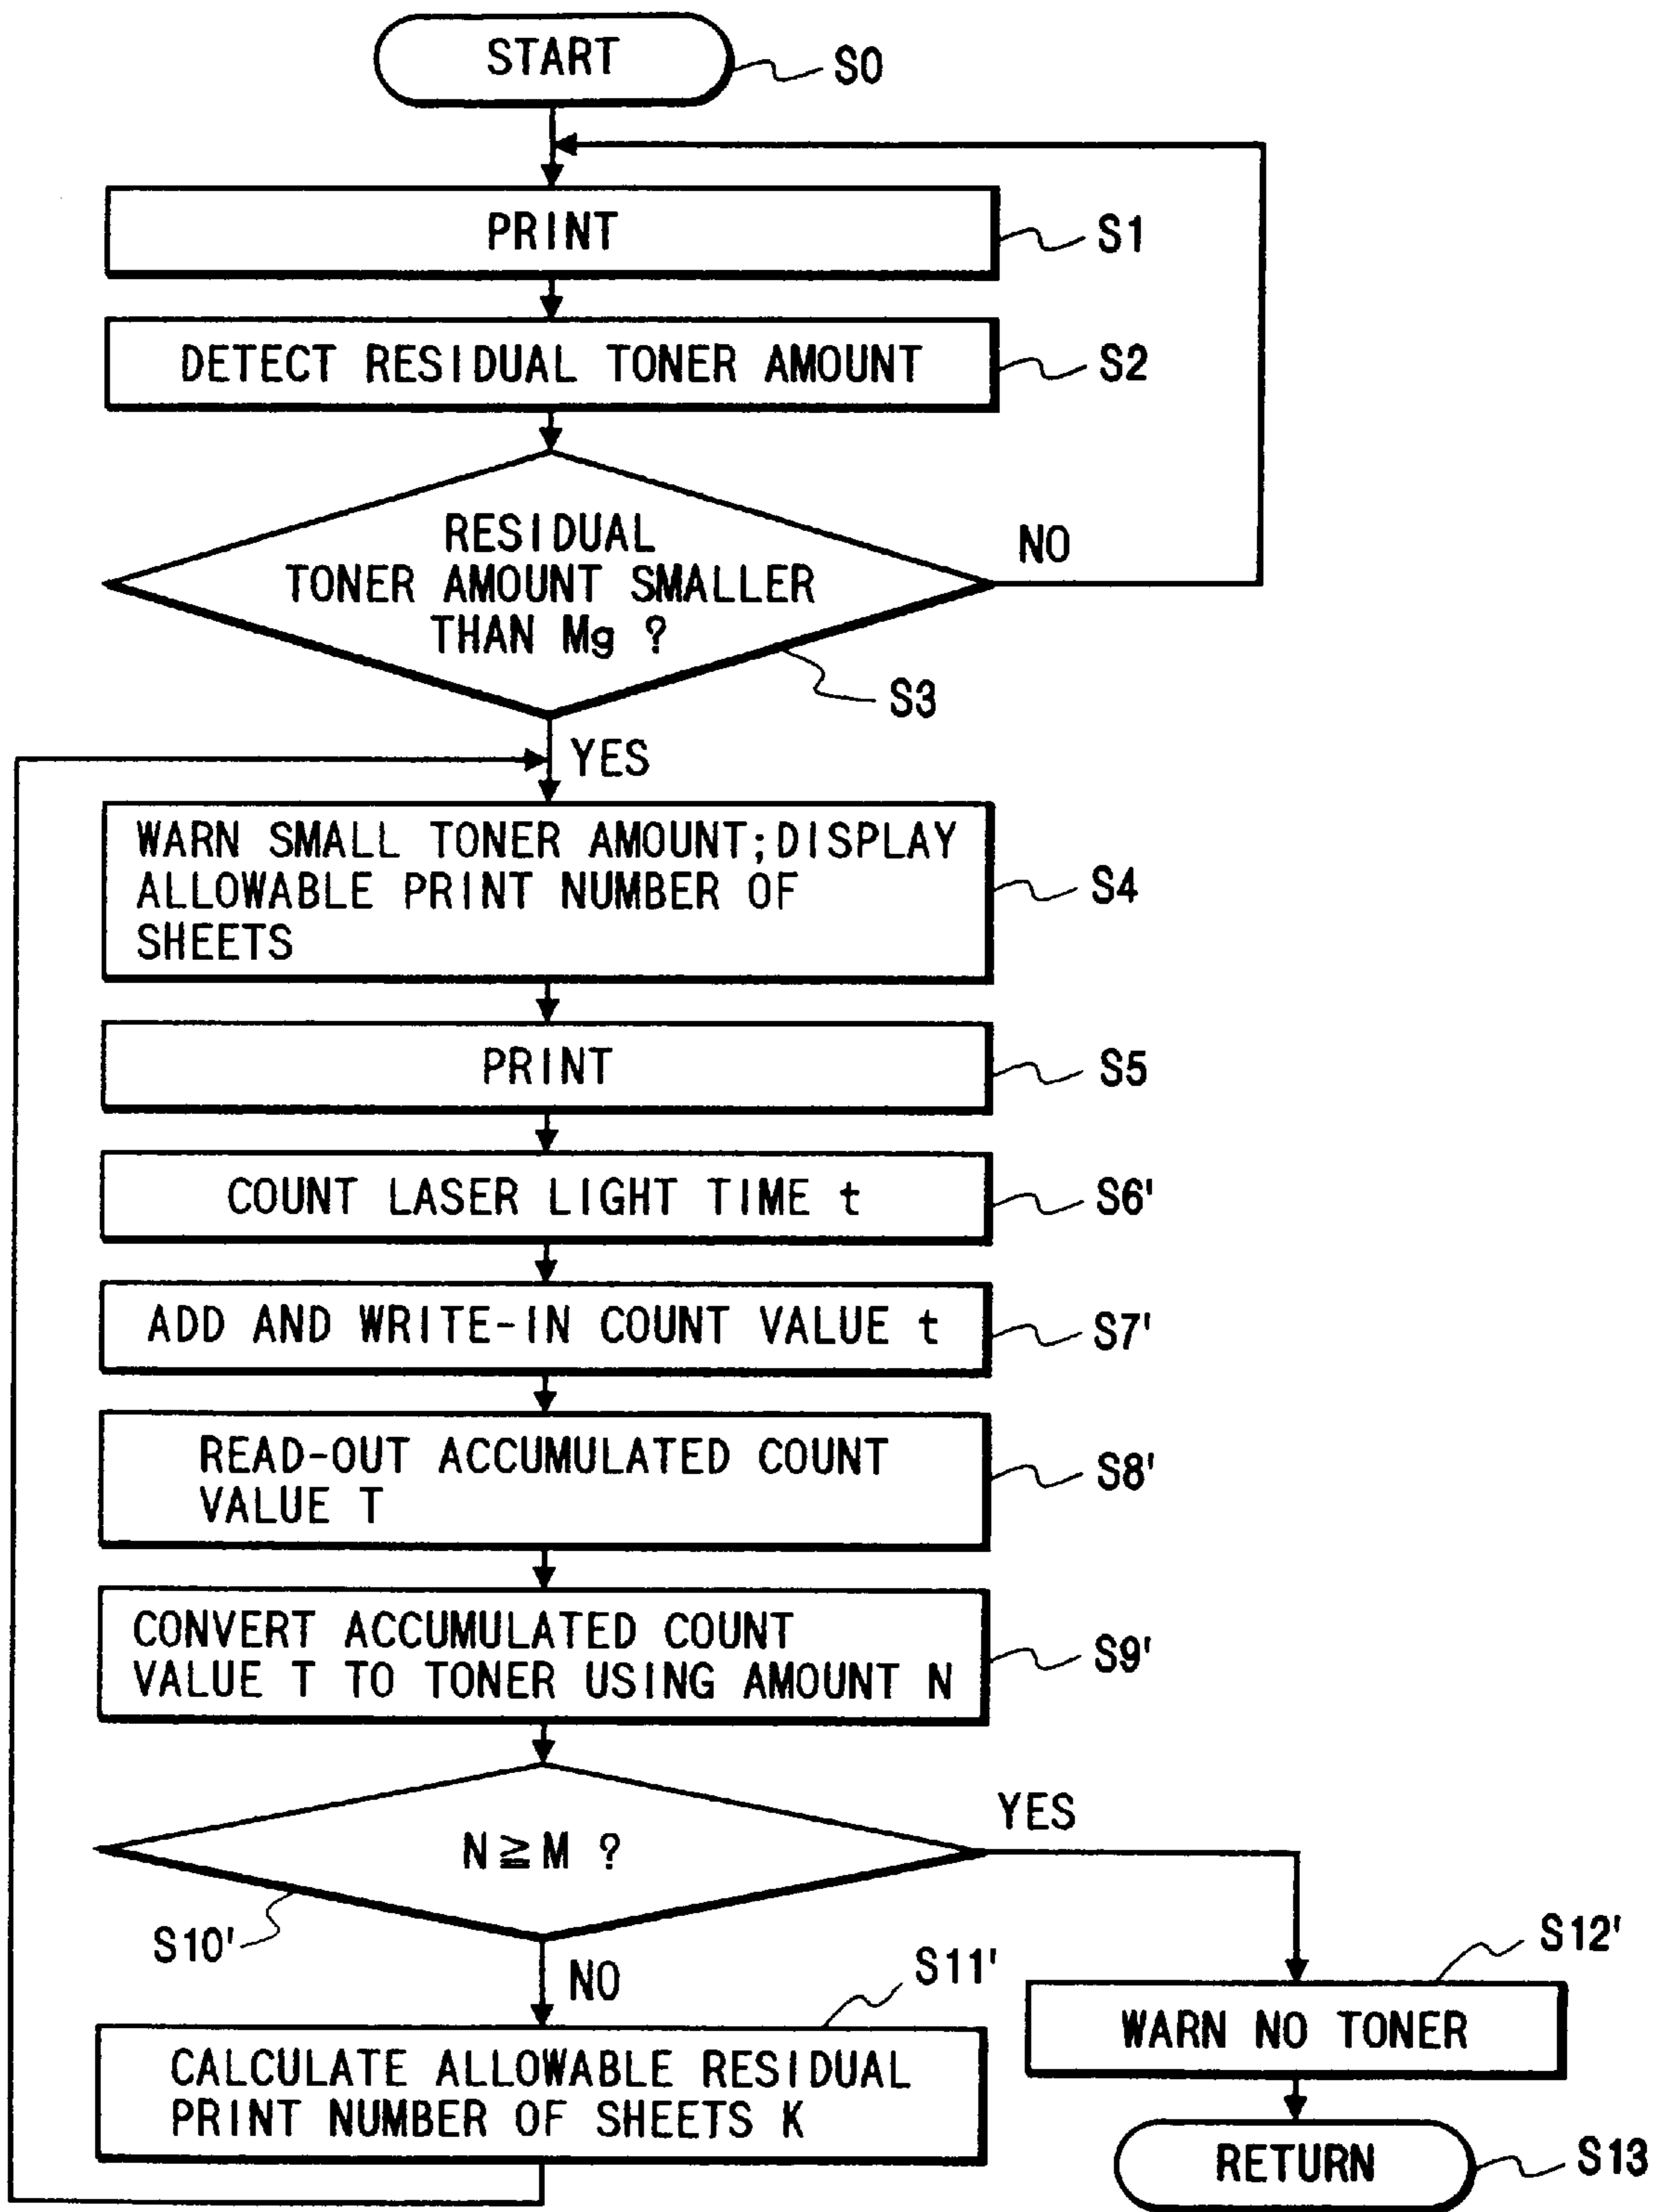 START
S0
PRINT
S1
DETECT RESIDUAL TONER AMOUNT
S2
RESIDUAL
TONER AMOUNT SMALLER
THAN Mg ?
NO
S3
YES
WARN SMALL TONER AMOUNT;DISPLAY
ALLOWABLE PRINT NUMBER OF
SHEETS
S4
PRINT
S5
COUNT LASER LIGHT TIME t
S6'
ADD AND WRITE-IN COUNT VALUE t
S7'
READ-OUT ACCUMULATED COUNT
VALUE T
S8'
CONVERT ACCUMULATED COUNT
VALUE T TO TONER USING AMOUNT N
S9'
N≧M ?
YES
S10'
NO
S11'
CALCULATE ALLOWABLE RESIDUAL
PRINT NUMBER OF SHEETS K
S12'
WARN NO TONER
RETURN
S13